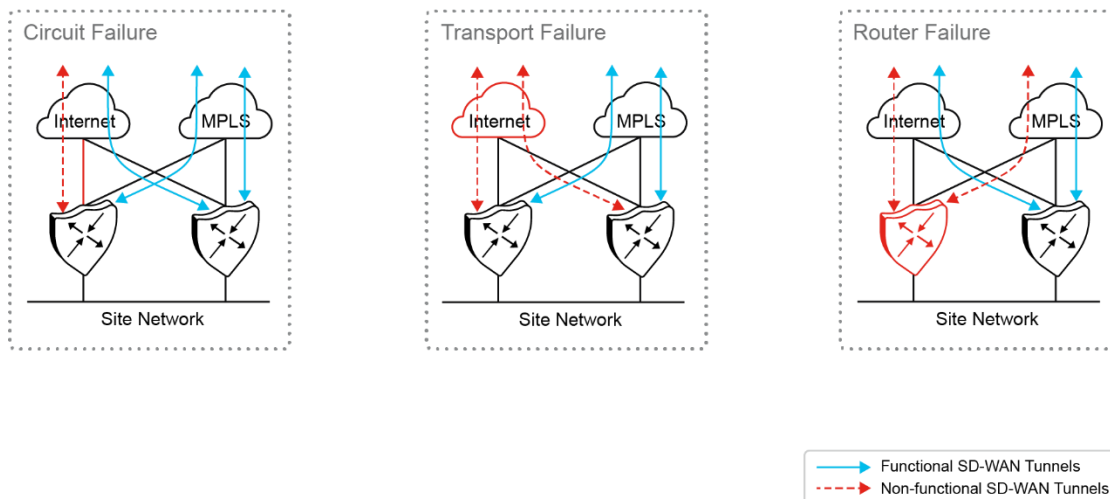 Circuit Failure
Internet
MPLS
Site Network
Transport Failure
Internet
MPLS
Site Network
Router Failure
Internet
MPLS
Site Network
Functional SD-WAN Tunnels
Non-functional SD-WAN Tunnels